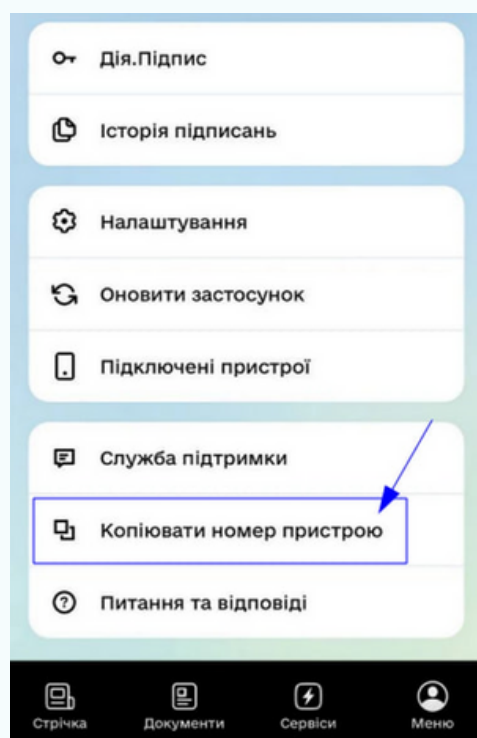 Дія.Підпис
Історія підписань
Налаштування
Оновити застосунок
Підключені пристрої
Служба підтримки
Копіювати номер пристрою
Питання та відповіді
Стрічка
Документи
Сервіси
Меню